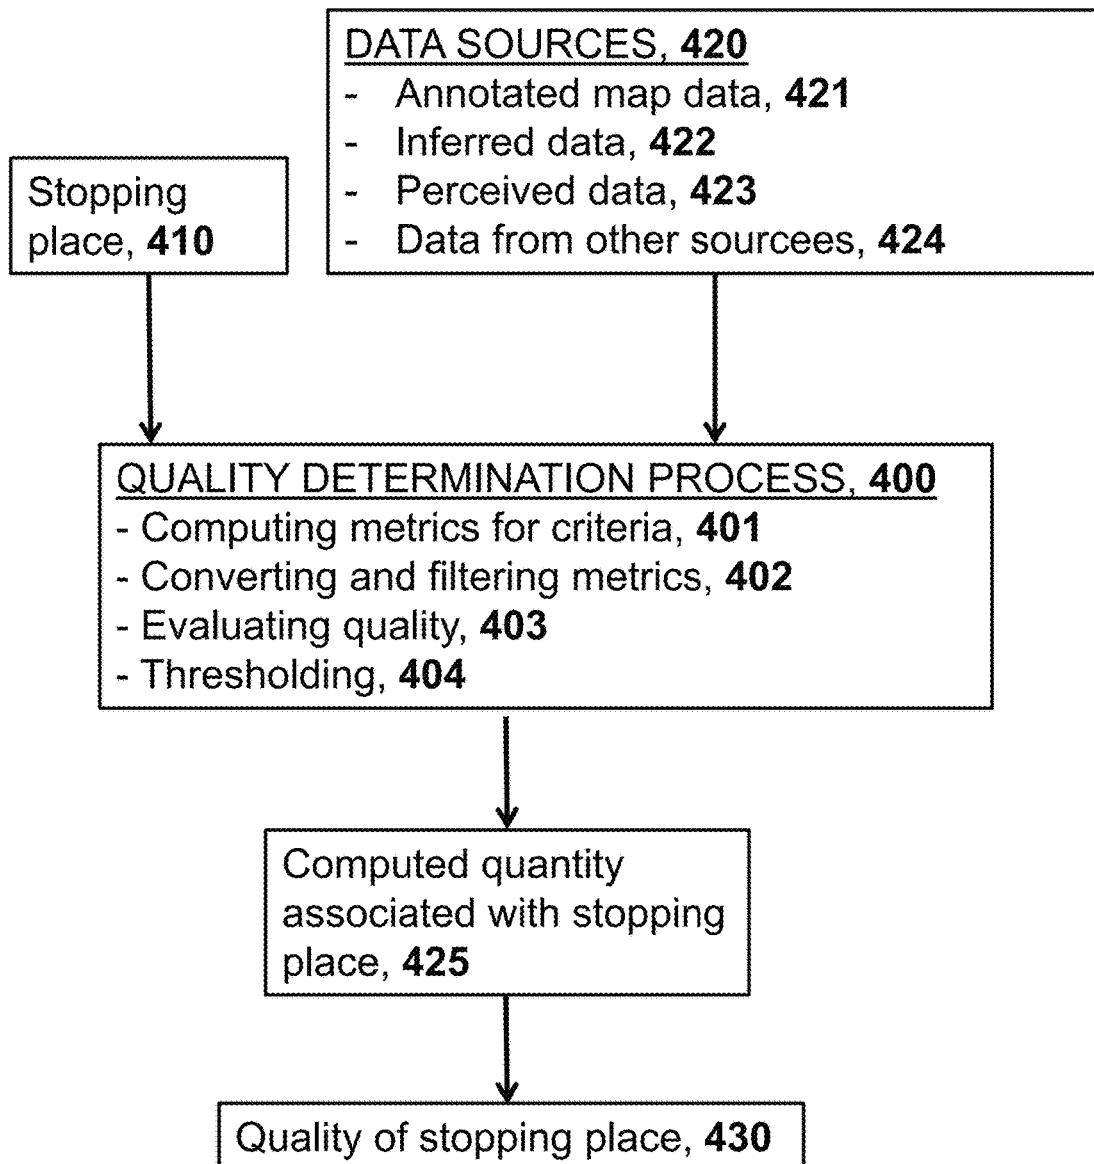 DATA SOURCES, 420
- Annotated map data, 421
- Inferred data, 422
- Perceived data, 423
- Data from other sourcees, 424
Stopping
place, 410
QUALITY DETERMINATION PROCESS, 400
- Computing metrics for criteria, 401
- Converting and filtering metrics, 402
- Evaluating quality, 403
- Thresholding, 404
Computed quantity
associated with stopping
place, 425
Quality of stopping place, 430